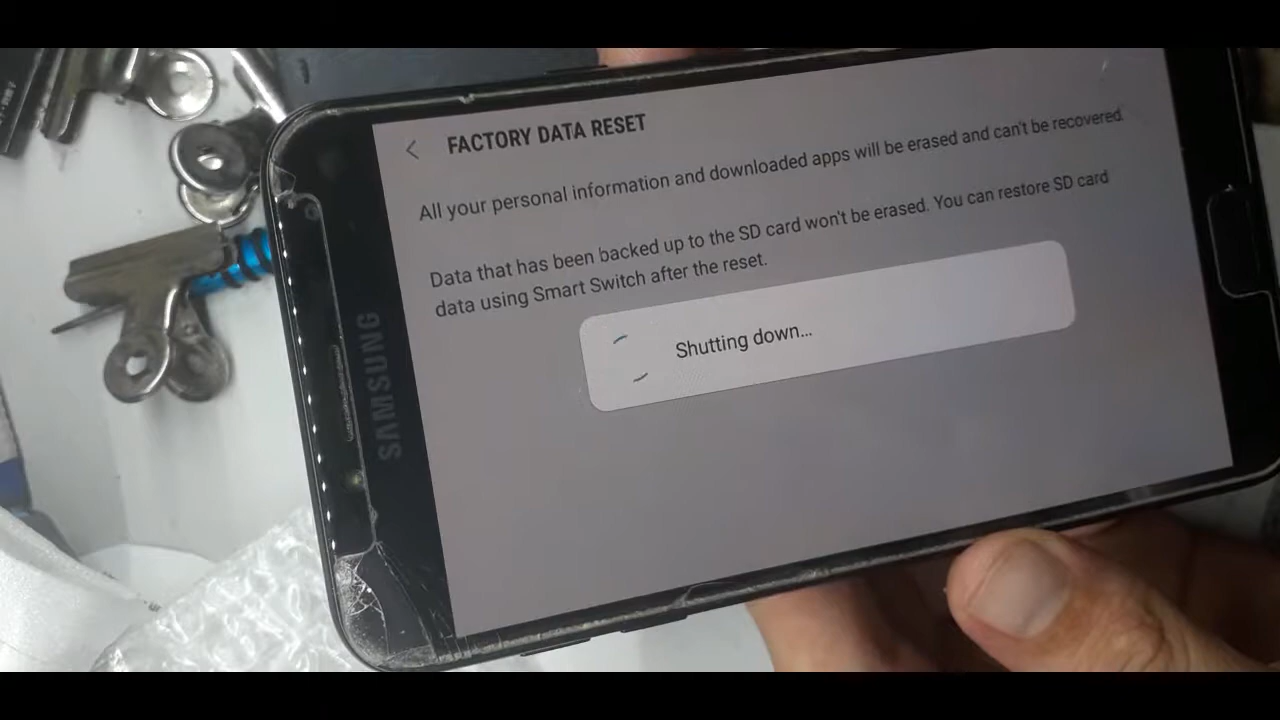 FACTORY DATA RESET
All your personal information and downloaded apps will be erased and can't be recovered.
Data that has been backed up to the SD card won't be erased. You can restore SD card
data using Smart Switch after the reset.
Shutting down...
SAMSUNG